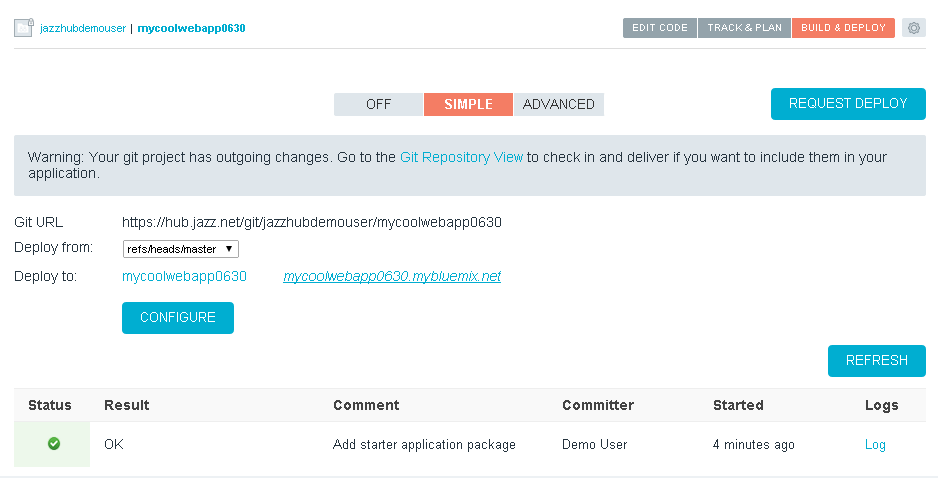 jazzhubdemouser | mycoolwebapp0630
EDIT CODE TRACK & PLAN BUILD & DEPLOY
OFF SIMPLE ADVANCED
REQUEST DEPLOY
Warning: Your git project has outgoing changes. Go to the Git Repository View to check in and deliver if you want to include them in your
application.
Git URL https://hub.jazz.net/git/jazzhubdemouser/mycoolwebapp0630
Deploy from: refs/heads/master
Deploy to: mycoolwebapp0630 mycoolwebapp0630.mybluemix.net
CONFIGURE
REFRESH
Status Result Comment Committer Started Logs
OK Add starter application package Demo User 4 minutes ago Log